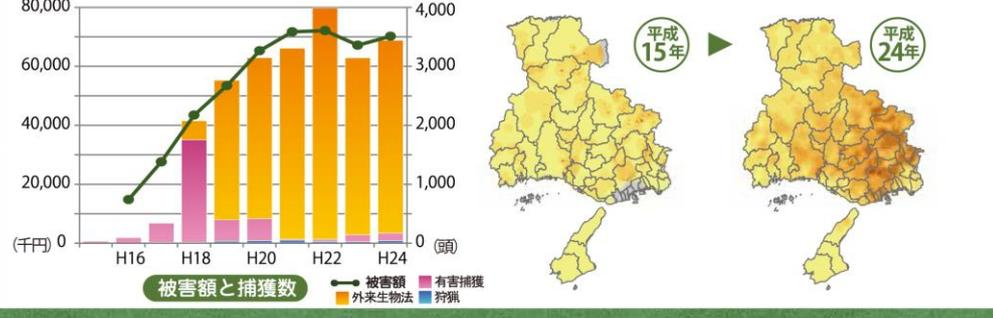 80,000
60,000
40,000
20,000
(千円) 0
4,000
3,000
2,000
1,000
0 (頭)
H16 H18 H20 H22 H24
被害額と捕獲数
被害額 有害捕獲
外来生物法 狩猟
平成
15年
平成
24年